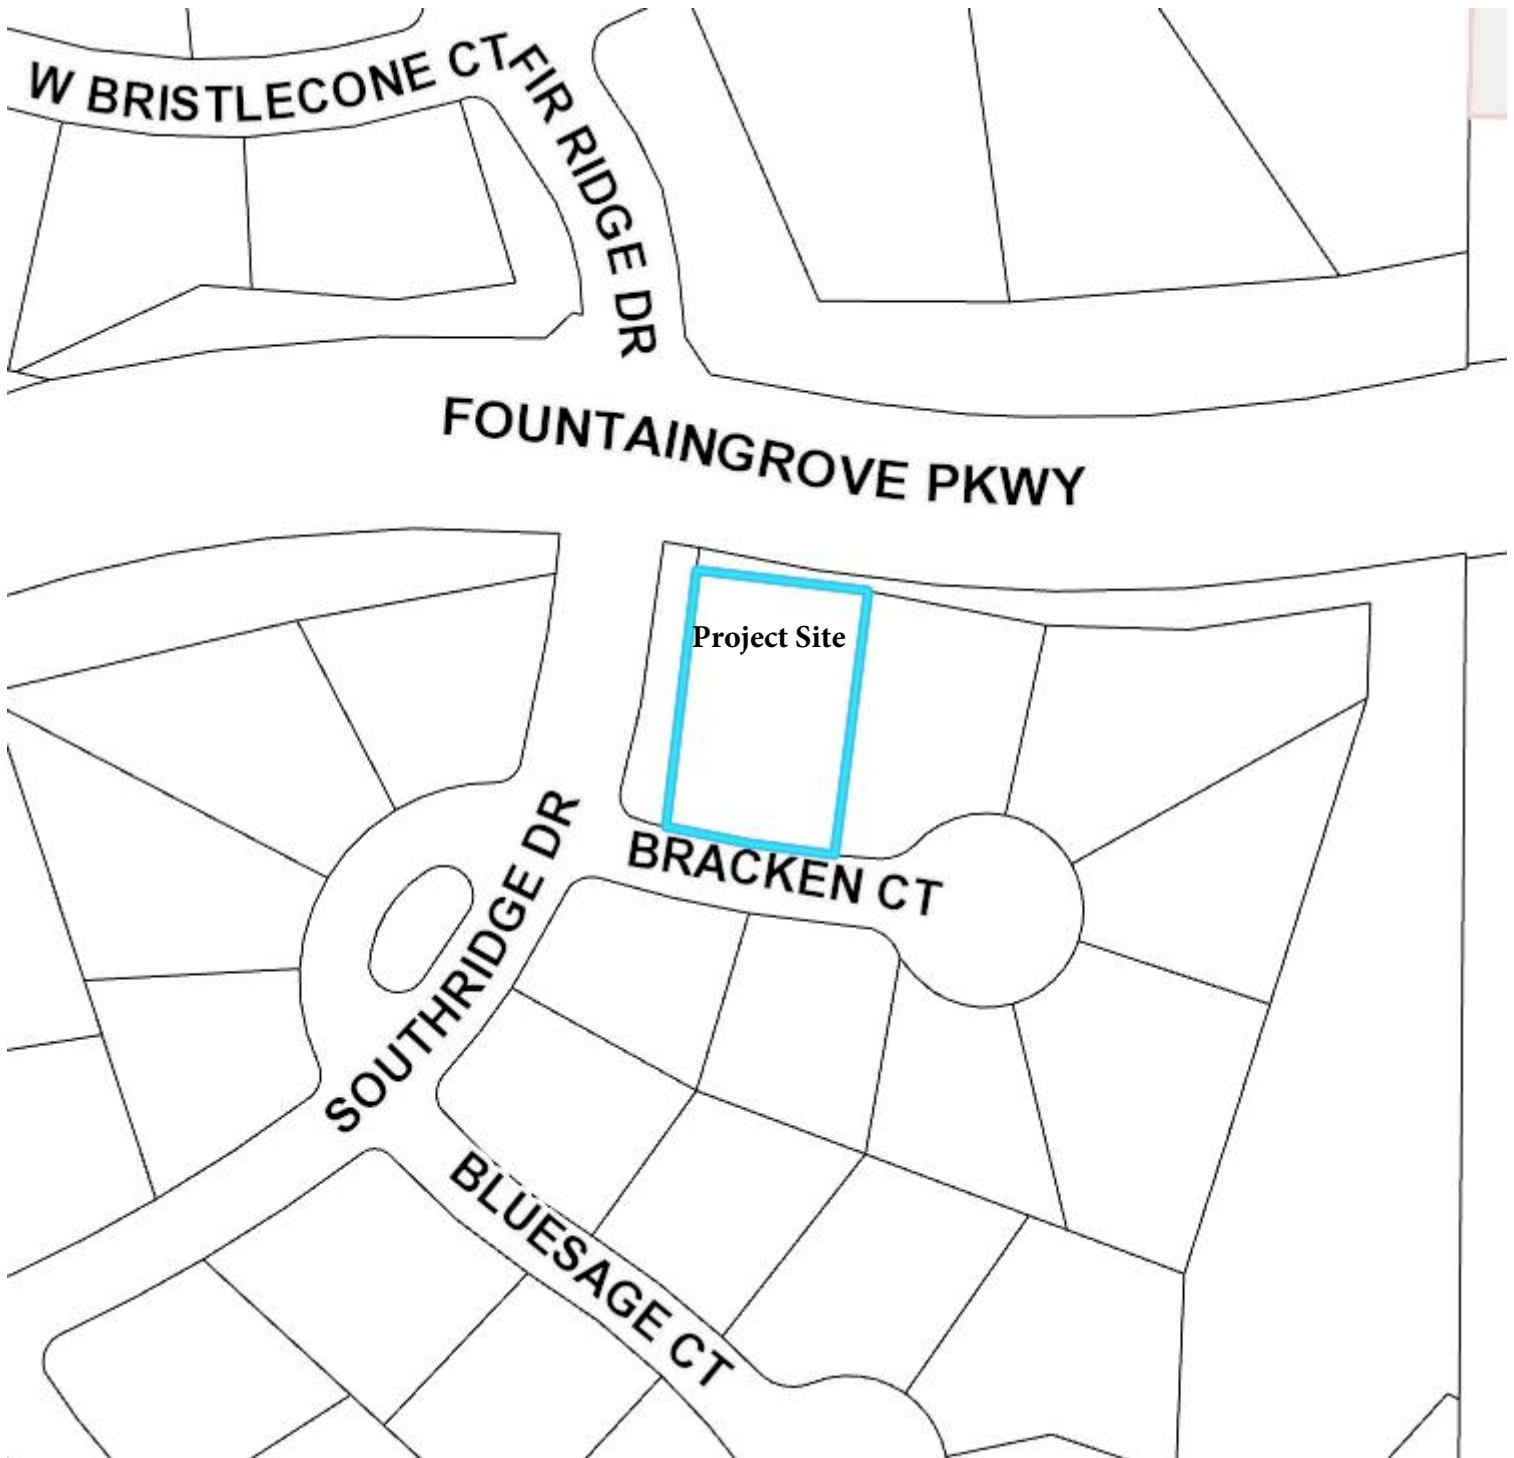 W BRISTLECONE CT
FIR RIDGE DR
FOUNTAINGROVE PKWY
Project Site
BRACKEN CT
SOUTHRIDGE DR
BLUESAGE CT